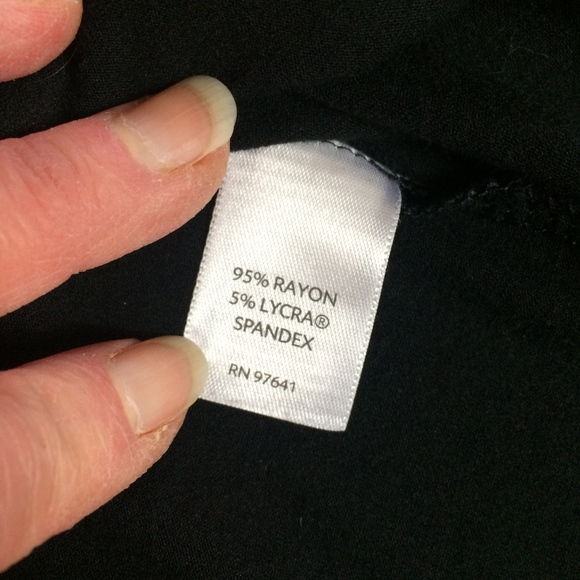 95% RAYON
5% LYCRA®
SPANDEX
RN 97641